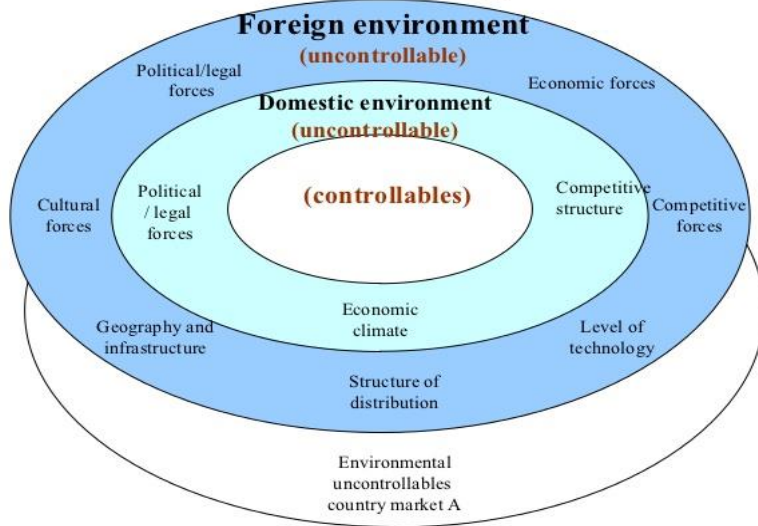 Foreign environment
(uncontrollable)
Political/legal
forces
Economic forces
Domestic environment
(uncontrollable)
(controllables)
Cultural
forces
Political
/ legal
forces
Competitive
structure
Competitive
forces
Economic
climate
Geography and
infrastructure
Level of
technology
Structure of
distribution
Environmental
uncontrollables
country market A